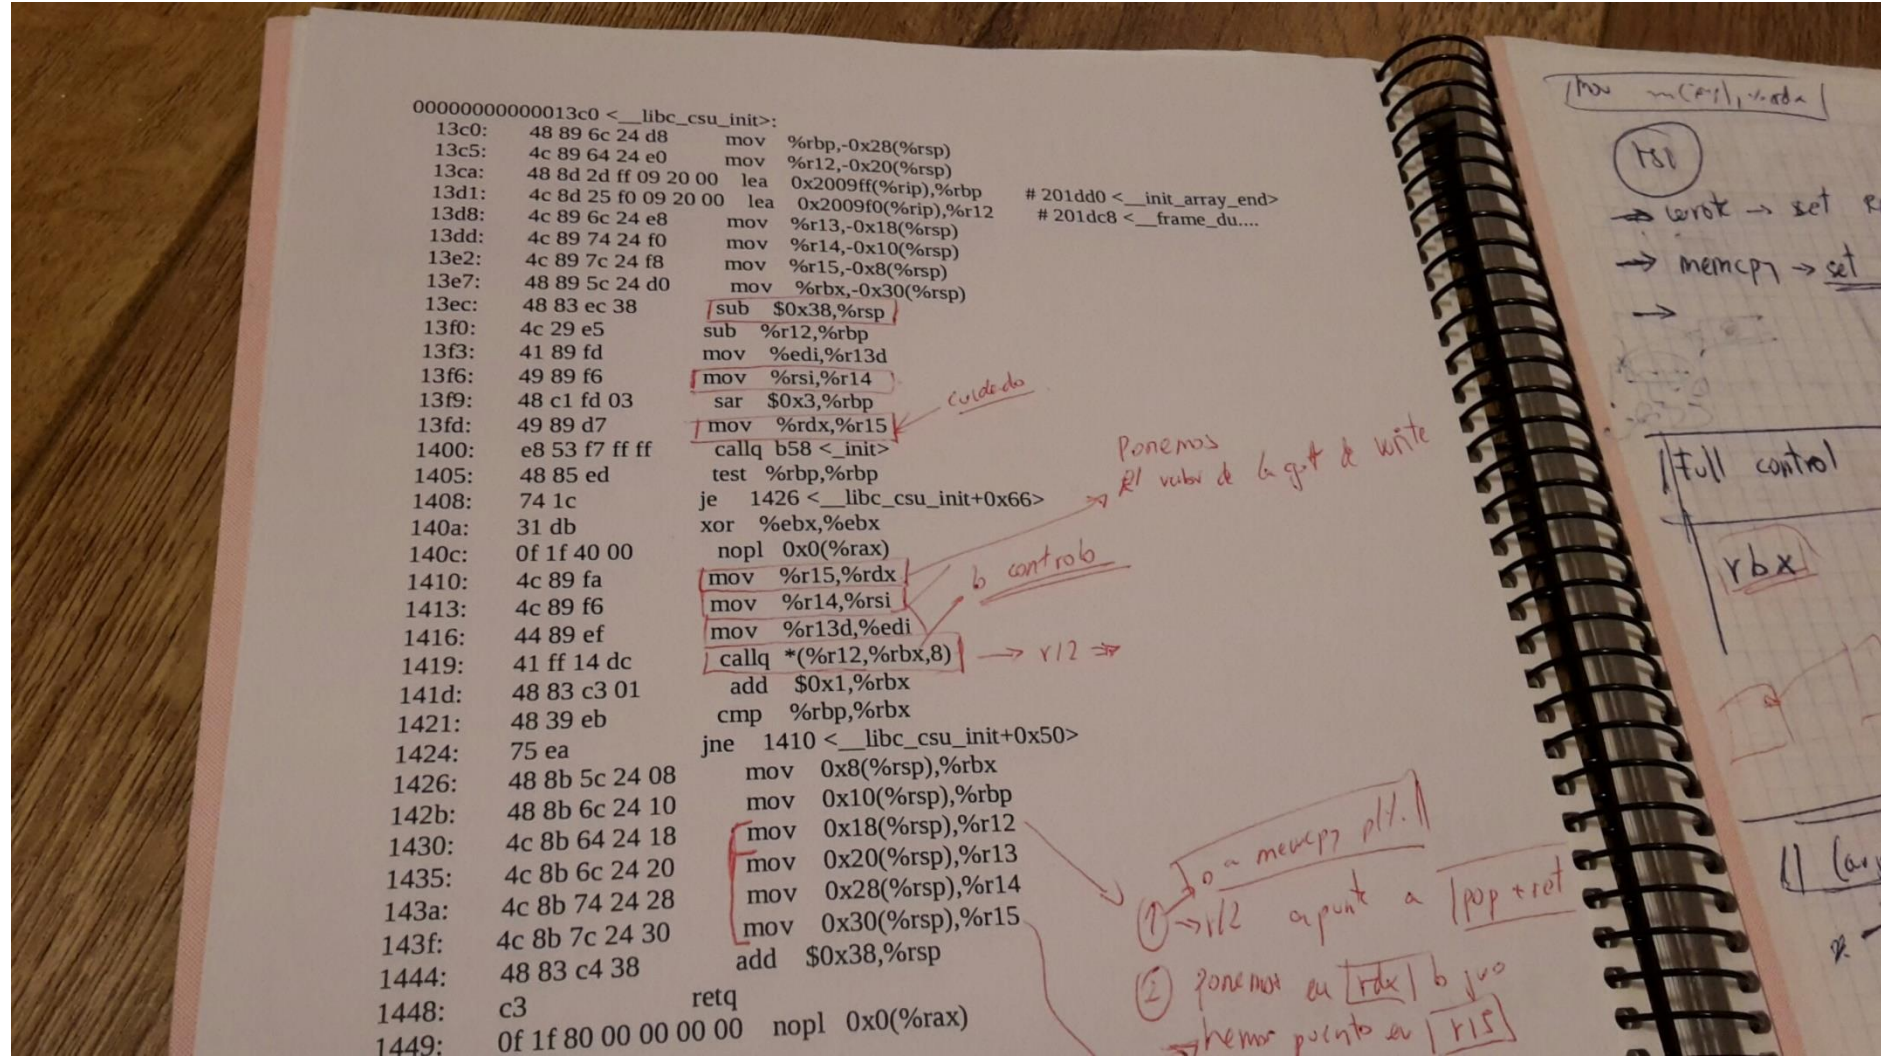 00000000000013c0 <__libc_csu_init>:
13c0: 48 89 6c 24 d8 mov %rbp,-0x28(%rsp)
13c5: 4c 89 64 24 e0 mov %r12,-0x20(%rsp)
13ca: 48 8d 2d ff 09 20 00 lea 0x2009ff(%rip),%rbp # 201dd0 <__init_array_end>
13d1: 4c 8d 25 f0 09 20 00 lea 0x2009f0(%rip),%r12 # 201dc8 <__frame_du....
13d8: 4c 89 6c 24 e8 mov %r13,-0x18(%rsp)
13dd: 4c 89 74 24 f0 mov %r14,-0x10(%rsp)
13e2: 4c 89 7c 24 f8 mov %r15,-0x8(%rsp)
13e7: 48 89 5c 24 d0 mov %rbx,-0x30(%rsp)
13ec: 48 83 ec 38 sub $0x38,%rsp
13f0: 4c 29 e5 sub %r12,%rbp
13f3: 41 89 fd mov %edi,%r13d
13f6: 49 89 f6 mov %rsi,%r14
13f9: 48 c1 fd 03 sar $0x3,%rbp
13fd: 49 89 d7 mov %rdx,%r15
1400: e8 53 f7 ff ff callq b58 <_init>
1405: 48 85 ed test %rbp,%rbp
1408: 74 1c je 1426 <__libc_csu_init+0x66>
140a: 31 db xor %ebx,%ebx
140c: 0f 1f 40 00 nopl 0x0(%rax)
1410: 4c 89 fa mov %r15,%rdx
1413: 4c 89 f6 mov %r14,%rsi
1416: 44 89 ef mov %r13d,%edi
1419: 41 ff 14 dc callq *(%r12,%rbx,8)
141d: 48 83 c3 01 add $0x1,%rbx
1421: 48 39 eb cmp %rbp,%rbx
1424: 75 ea jne 1410 <__libc_csu_init+0x50>
1426: 48 8b 5c 24 08 mov 0x8(%rsp),%rbx
142b: 48 8b 6c 24 10 mov 0x10(%rsp),%rbp
1430: 4c 8b 64 24 18 mov 0x18(%rsp),%r12
1435: 4c 8b 6c 24 20 mov 0x20(%rsp),%r13
143a: 4c 8b 74 24 28 mov 0x28(%rsp),%r14
143f: 4c 8b 7c 24 30 mov 0x30(%rsp),%r15
1444: 48 83 c4 38 add $0x38,%rsp
1448: c3 retq
1449: 0f 1f 80 00 00 00 00 nopl 0x0(%rax)
cuidado
Ponemos
El valor de la got de write
lo controlo
→ r12 ⇒
o a memcpy plt.
① → r12 apunta a pop + ret
② Ponemos en rdx lo que
hemos puesto en r15
mov
rsi
→ write → set
→ memcpy → set
→
Full control
rbx